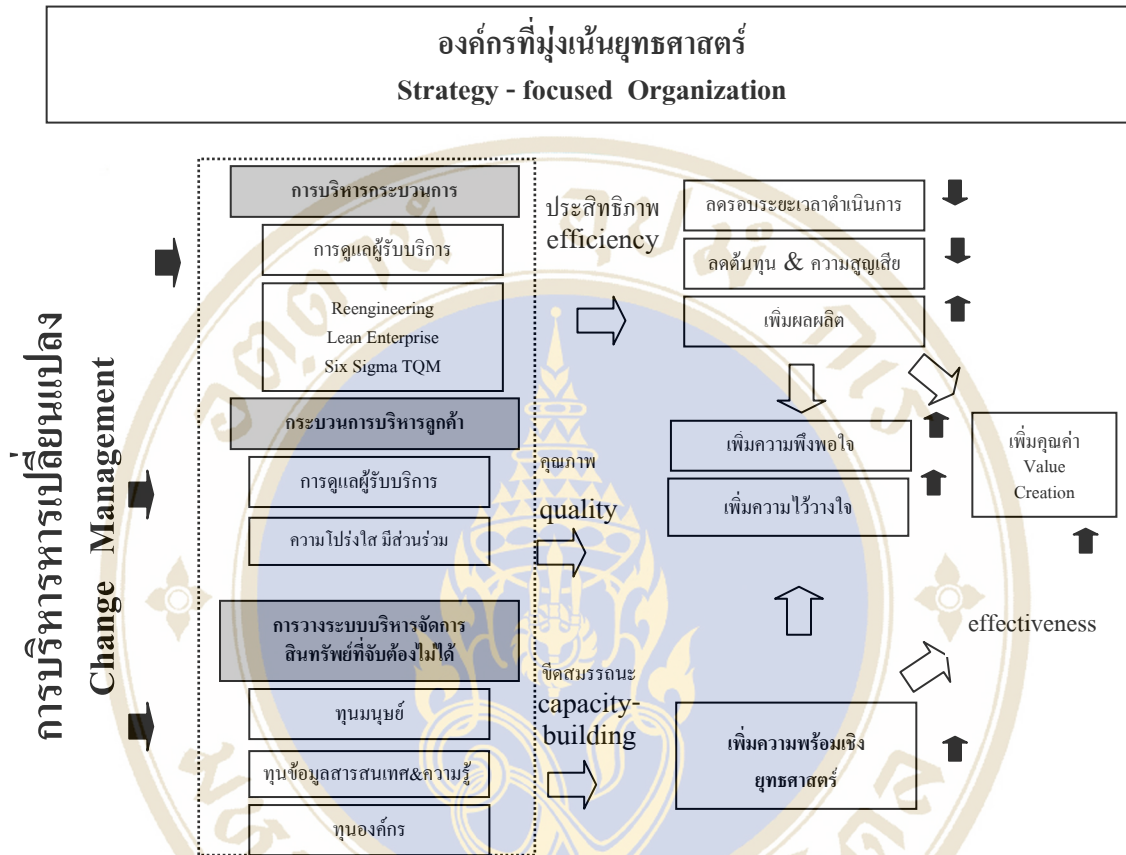 องค์กรที่มุ่งเน้นยุทธศาสตร์
Strategy - focused Organization
การบริหารหารเปลี่ยนแปลง
Change Management
การบริหารกระบวนการ
การดูแลผู้รับบริการ
Reengineering
Lean Enterprise
Six Sigma TQM
กระบวนการบริหารลูกค้า
การดูแลผู้รับบริการ
ความโปร่งใส มีส่วนร่วม
การวางระบบบริหารจัดการ
สินทรัพย์ที่จับต้องไม่ได้
ทุนมนุษย์
ทุนข้อมูลสารสนเทศ&ความรู้
ทุนองค์กร
ประสิทธิภาพ
efficiency
คุณภาพ
quality
ขีดสมรรถนะ
capacity-
building
ลดรอบระยะเวลาดำเนินการ
ลดต้นทุน & ความสูญเสีย
เพิ่มผลผลิต
เพิ่มความพึงพอใจ
เพิ่มความไว้วางใจ
เพิ่มความพร้อมเชิง
ยุทธศาสตร์
เพิ่มคุณค่า
Value
Creation
effectiveness